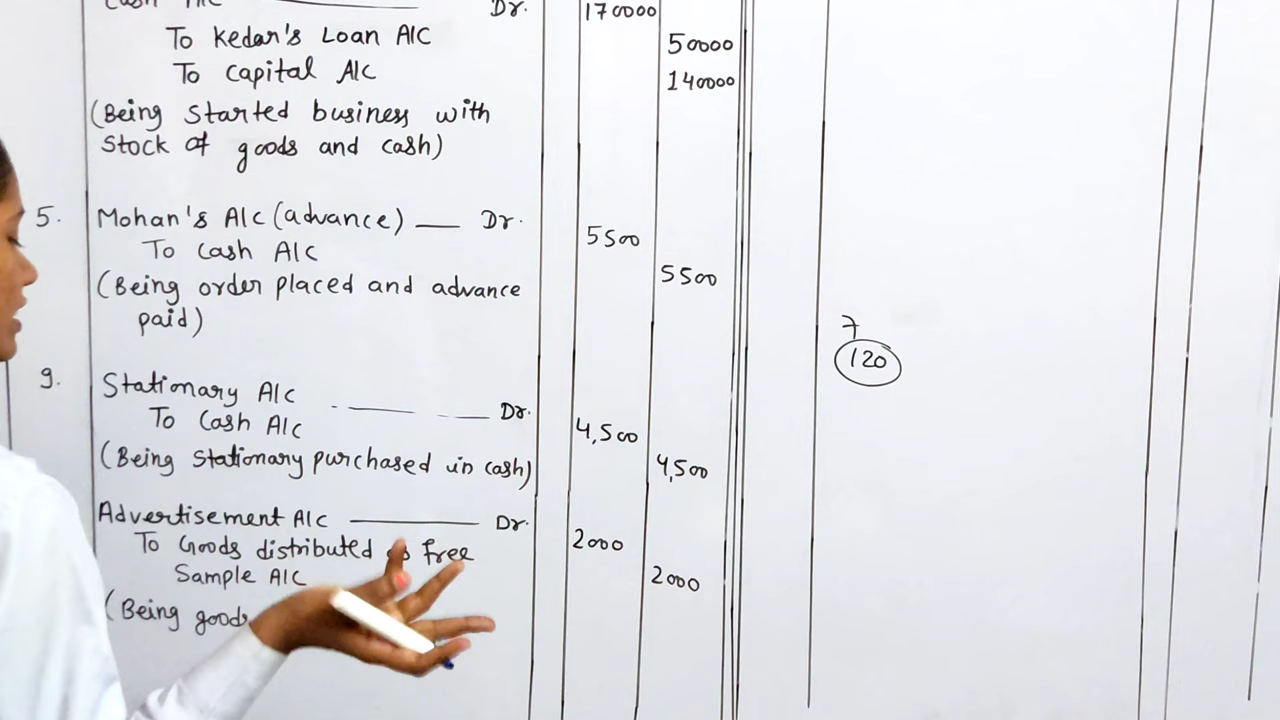 Dr. 170000
To Kedar's Loan A/C 50000
To Capital A/C 140000
(Being Started business with
Stock of goods and cash)
5. Mohan's A/C (advance) — Dr. 5500
To Cash A/C 5500
(Being order placed and advance
paid)
9. Stationary A/C Dr. 4,500
To Cash A/C 4,500
(Being Stationary purchased in cash)
Advertisement A/C — Dr. 2000
To Goods distributed as free
Sample A/C 2000
(Being goods
7
120